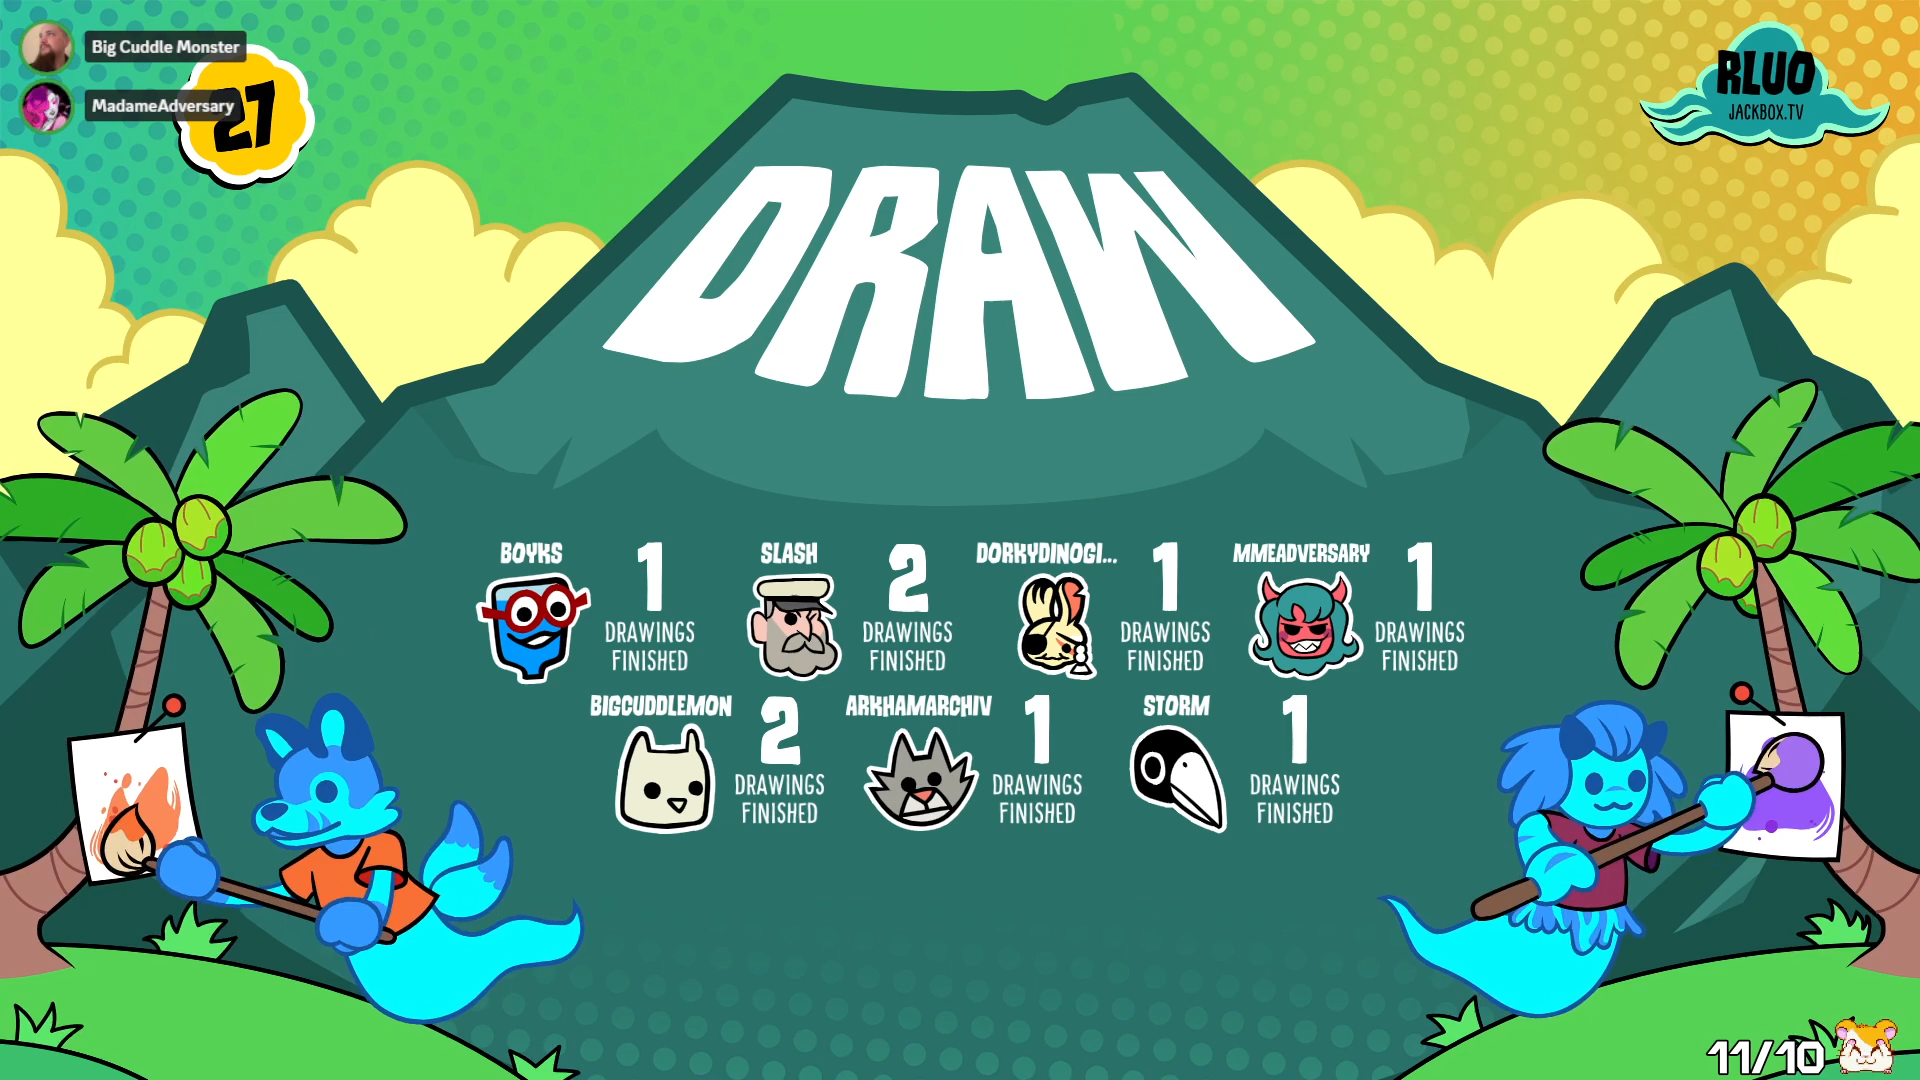 Big Cuddle Monster
MadameAdversary
27
RLUO
JACKBOX.TV
DRAW
BOYKS
1
DRAWINGS
FINISHED
SLASH
2
DRAWINGS
FINISHED
DORKYDINOGI...
1
DRAWINGS
FINISHED
MMEADVERSARY
1
DRAWINGS
FINISHED
BIGCUDDLEMON
2
DRAWINGS
FINISHED
ARKHAMARCHIV
1
DRAWINGS
FINISHED
STORM
1
DRAWINGS
FINISHED
11/10